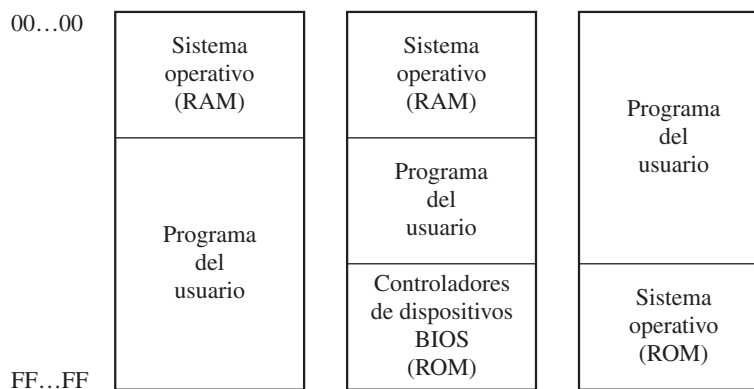 00…00
Sistema
operativo
(RAM)
Programa
del
usuario
Sistema
operativo
(RAM)
Programa
del
usuario
Controladores
de dispositivos
BIOS
(ROM)
Programa
del
usuario
Sistema
operativo
(ROM)
FF…FF